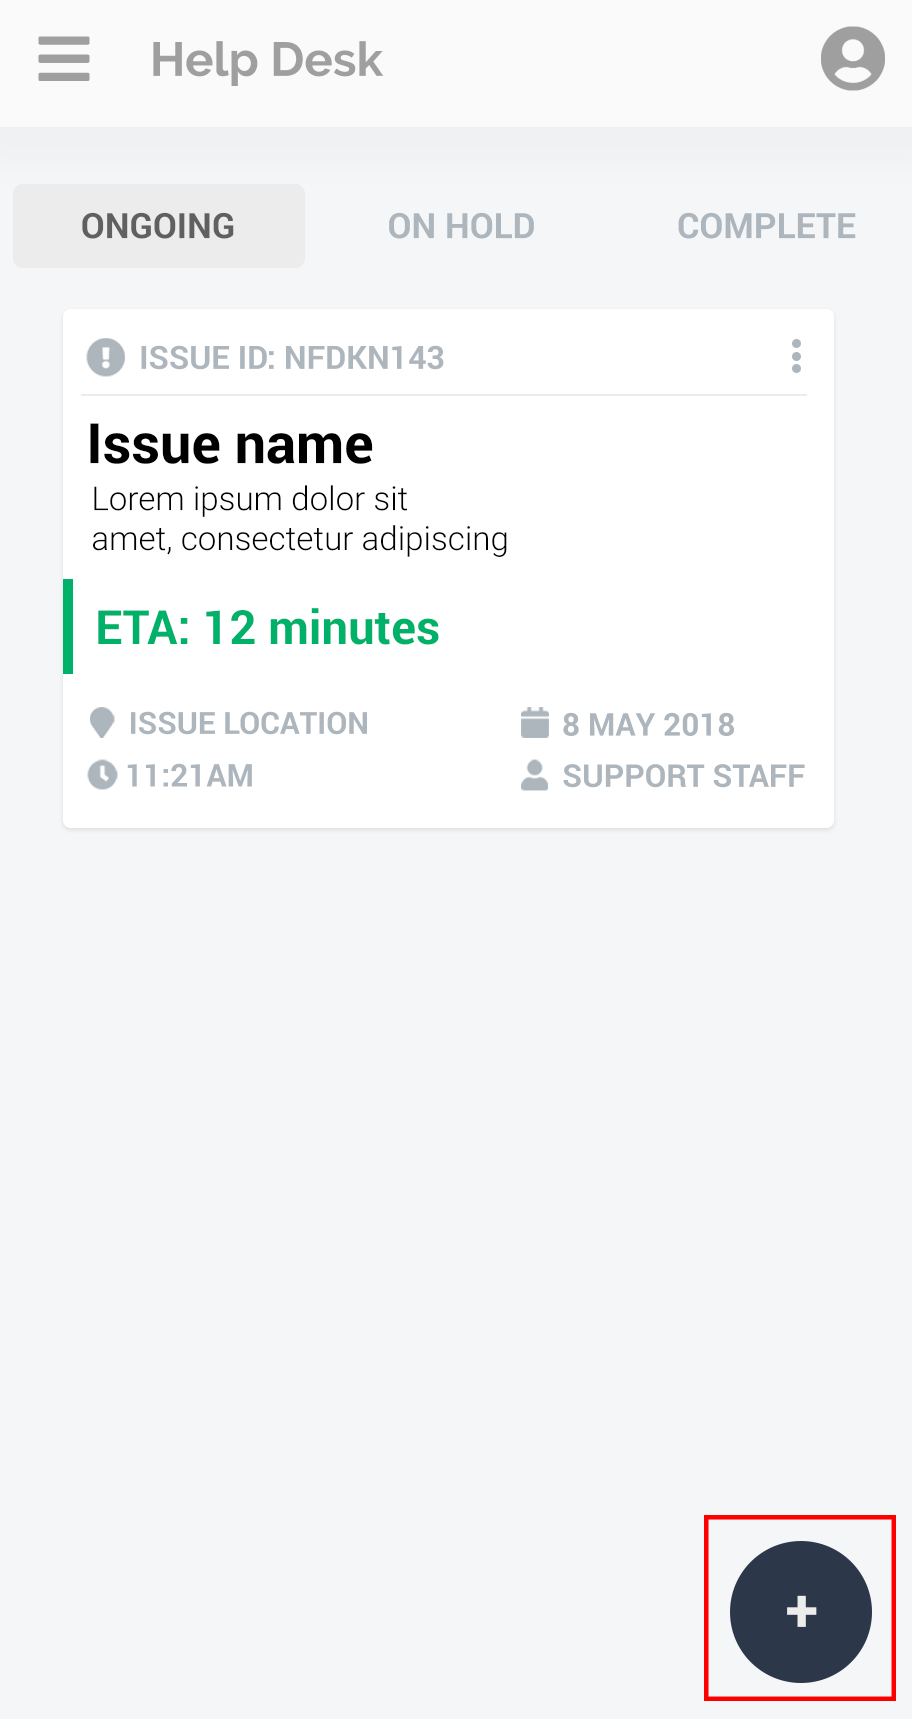 Help Desk
ONGOING
ON HOLD
COMPLETE
ISSUE ID: NFDKN143
Issue name
Lorem ipsum dolor sit
amet, consectetur adipiscing
ETA: 12 minutes
ISSUE LOCATION
8 MAY 2018
11:21AM
SUPPORT STAFF
+